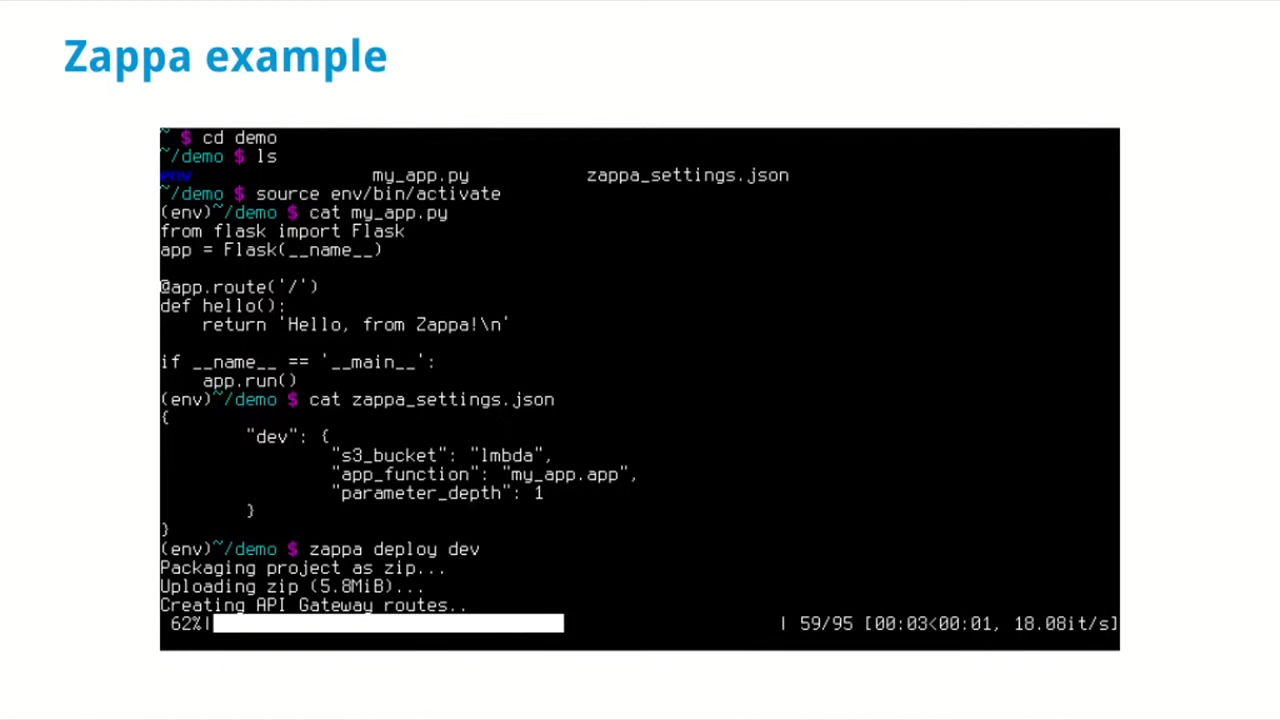 Zappa example
~ $ cd demo
~/demo $ ls
env my_app.py zappa_settings.json
~/demo $ source env/bin/activate
(env)~/demo $ cat my_app.py
from flask import Flask
app = Flask(__name__)
@app.route('/')
def hello():
    return 'Hello, from Zappa!\n'
if __name__ == '__main__':
    app.run()
(env)~/demo $ cat zappa_settings.json
{
        "dev": {
                "s3_bucket": "lmbda",
                "app_function": "my_app.app",
                "parameter_depth": 1
        }
}
(env)~/demo $ zappa deploy dev
Packaging project as zip...
Uploading zip (5.8MiB)...
Creating API Gateway routes..
 62%| | 59/95 [00:03<00:01, 18.08it/s]